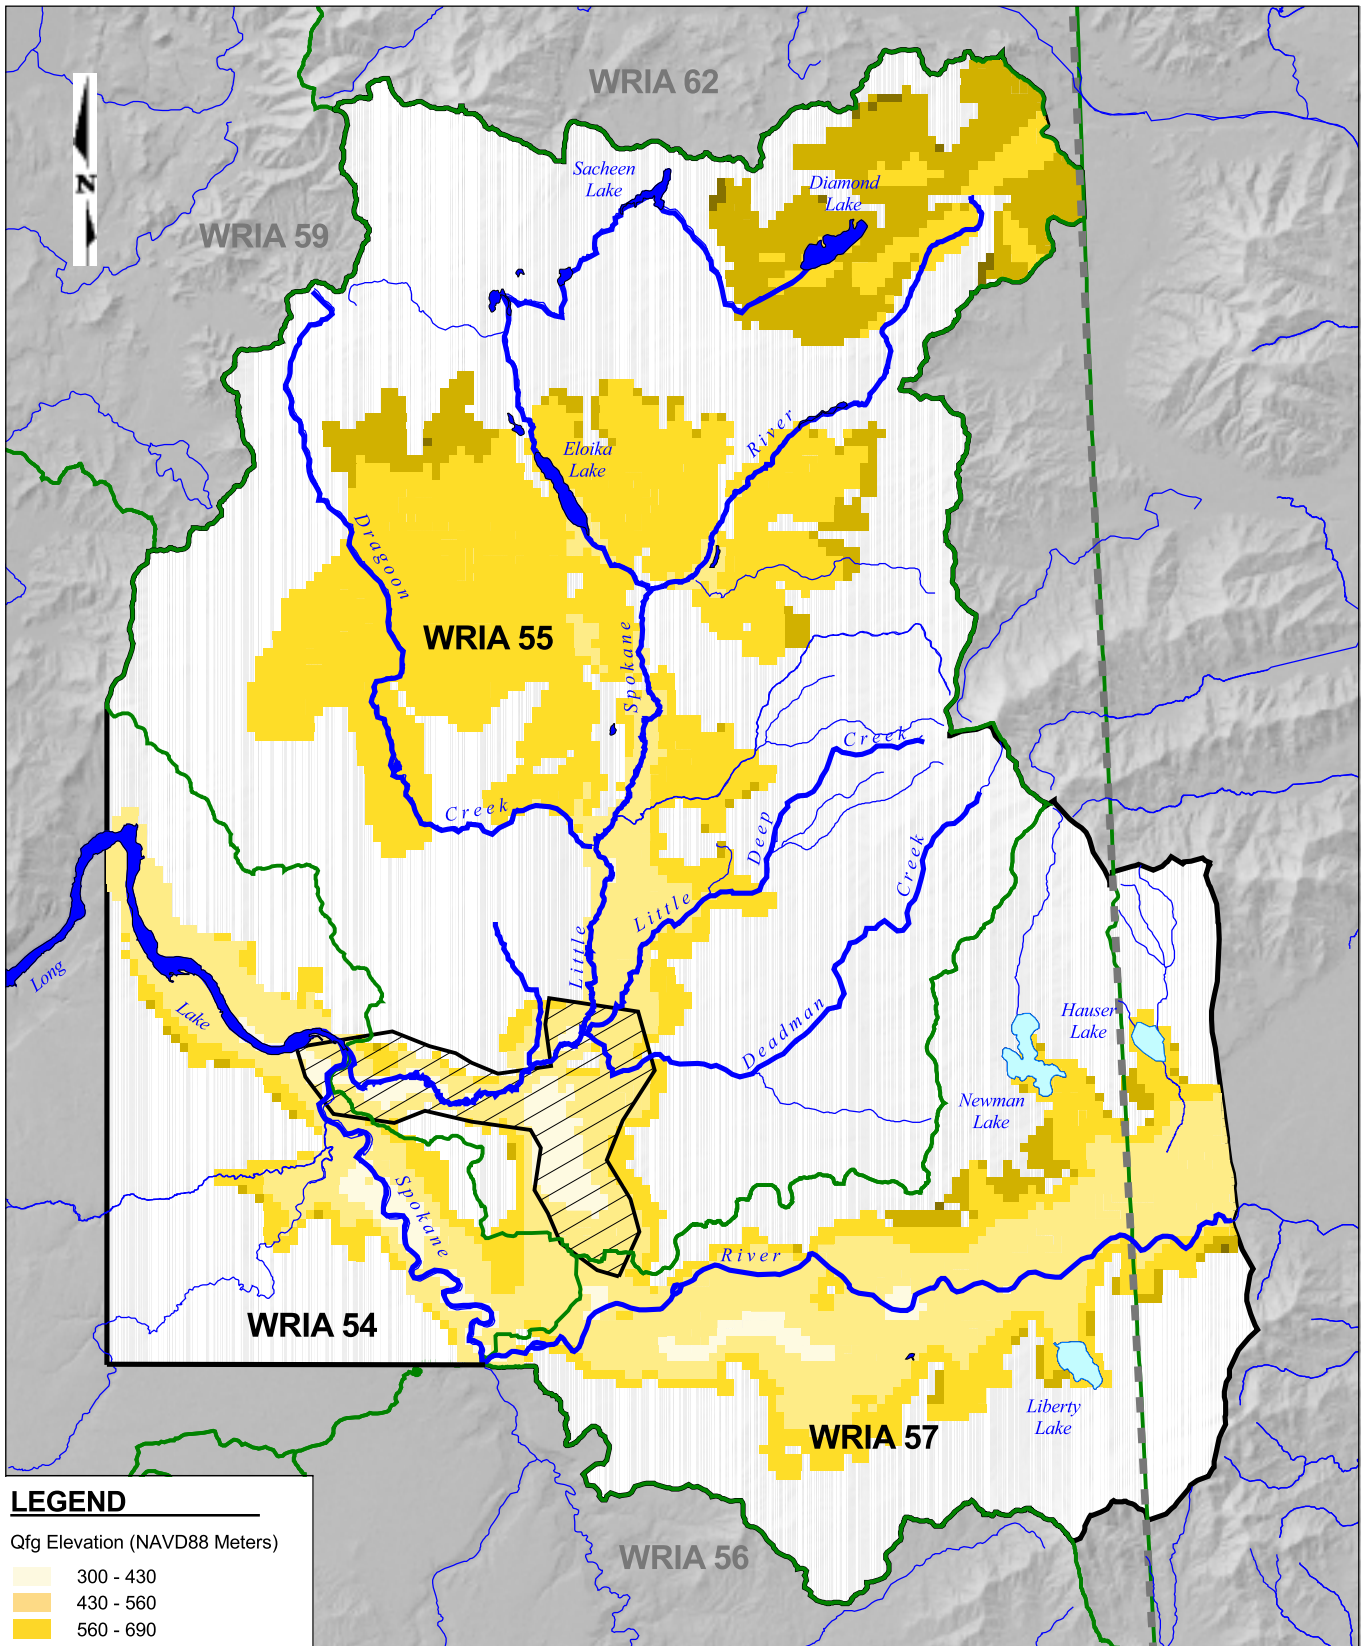 WRIA 62
N
Sacheen
Lake
Diamond
Lake
WRIA 59
River
Eloika
Lake
Dragoon
WRIA 55
Spokane
Creek
Creek
Deep
Creek
Little
Little
Long
Lake
Deadman
Hauser
Lake
Newman
Lake
Spokane
River
WRIA 54
Liberty
Lake
WRIA 57
LEGEND
WRIA 56
Qfg Elevation (NAVD88 Meters)
300 - 430
430 - 560
560 - 690